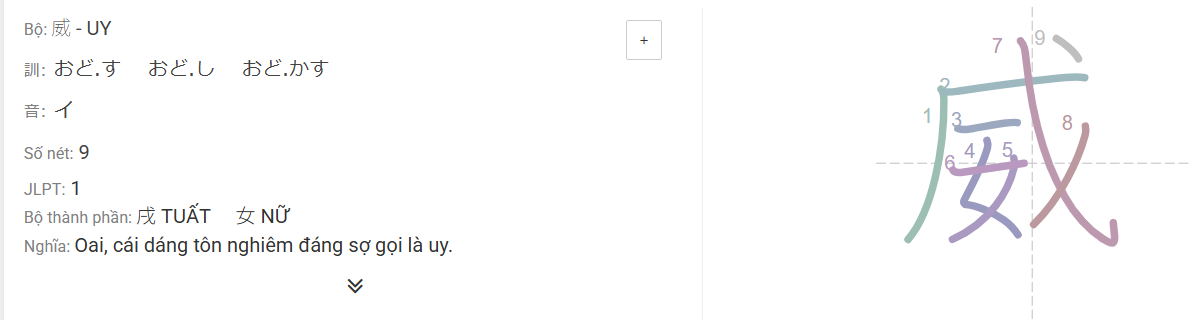 Bộ: 威 - UY
+
訓: おど.す おど.し おど.かす
音: イ
Số nét: 9
JLPT: 1
Bộ thành phần: 戌 TUẤT 女 NỮ
Nghĩa: Oai, cái dáng tôn nghiêm đáng sợ gọi là uy.
威
1
2
3
4
5
6
7
8
9